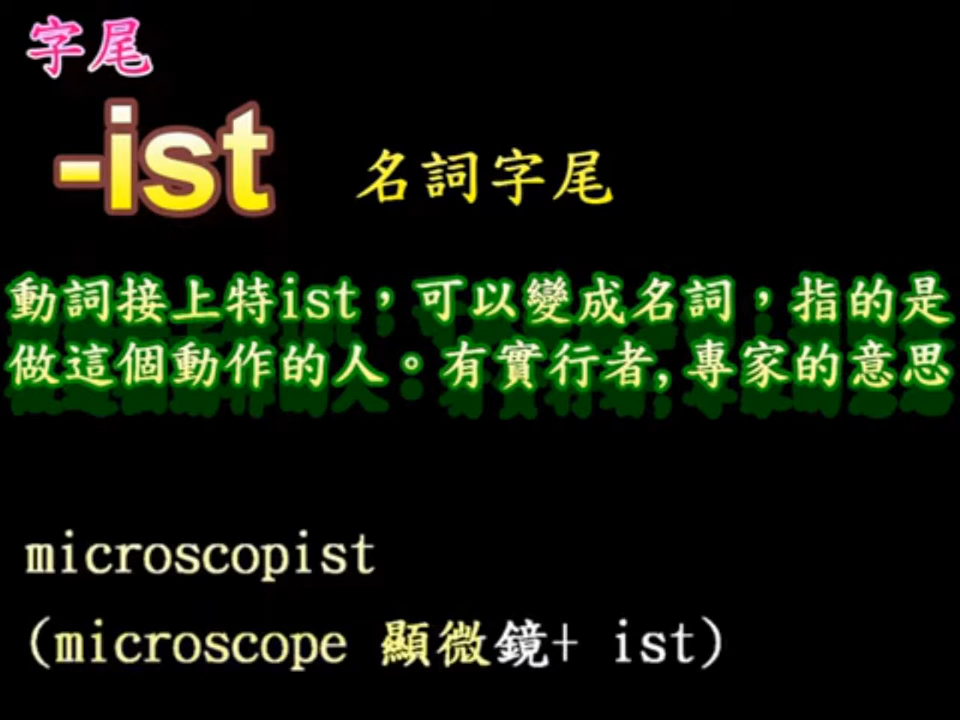 字尾
-ist 名詞字尾
動詞接上特ist，可以變成名詞，指的是
做這個動作的人。有實行者,專家的意思
microscopist
(microscope 顯微鏡+ ist)